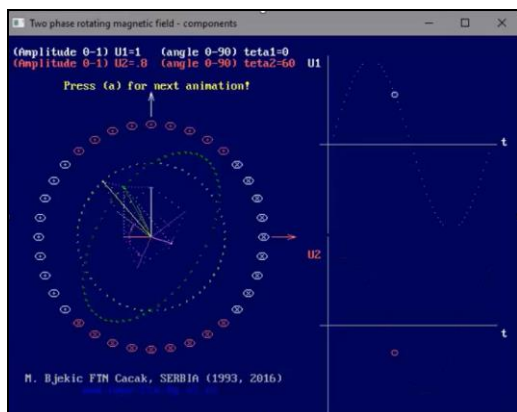 Two phase rotating magnetic field - components
(Amplitude 0-1) U1=1 (angle 0-90) teta1=0
(Amplitude 0-1) U2=.8 (angle 0-90) teta2=60
U1
Press (a) for next animation!
t
U2
t
M. Bjekic FTN Cacak, SERBIA (1993, 2016)